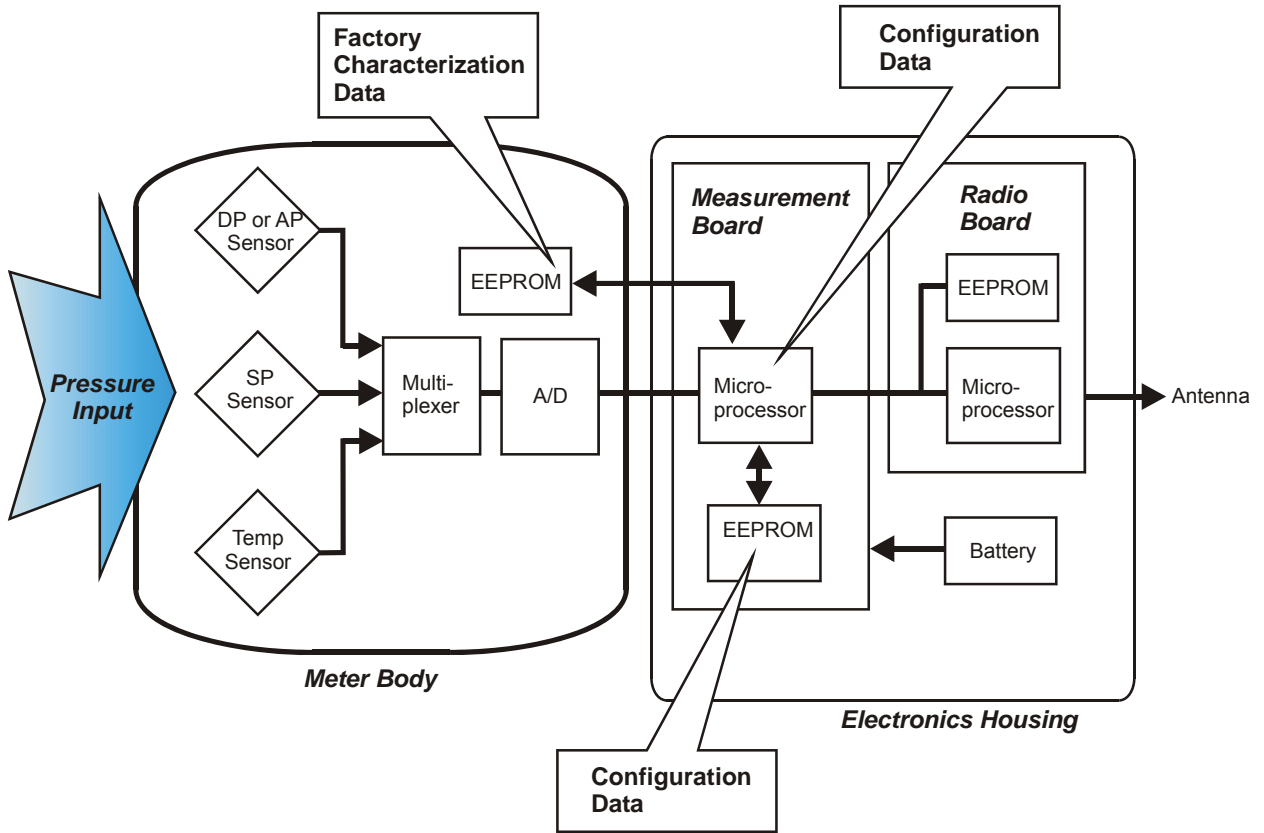 Factory
Characterization
Data
Configuration
Data
DP or AP
Sensor
EEPROM
Measurement
Board
Radio
Board
EEPROM
Pressure
Input
SP
Sensor
Multi-
plexer
A/D
Micro-
processor
Micro-
processor
Antenna
Temp
Sensor
EEPROM
Battery
Meter Body
Electronics Housing
Configuration
Data